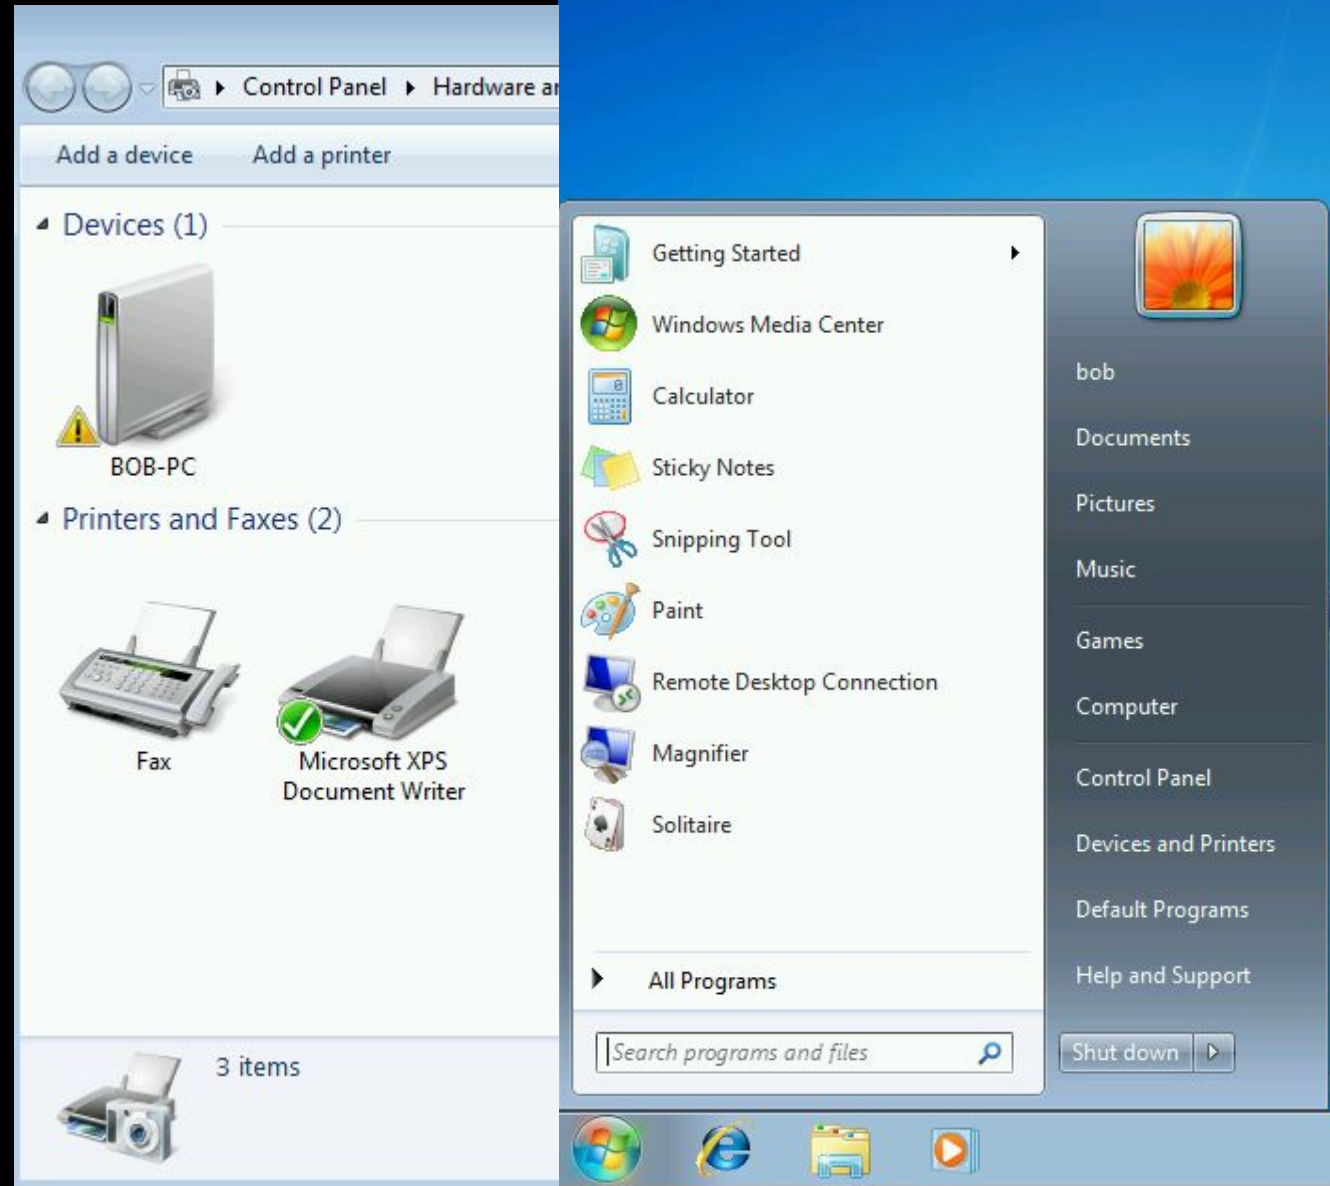 Control Panel Hardware ar
Add a device Add a printer
Devices (1)
BOB-PC
Printers and Faxes (2)
Fax
Microsoft XPS
Document Writer
3 items
Getting Started
Windows Media Center
Calculator
Sticky Notes
Snipping Tool
Paint
Remote Desktop Connection
Magnifier
Solitaire
All Programs
Search programs and files
bob
Documents
Pictures
Music
Games
Computer
Control Panel
Devices and Printers
Default Programs
Help and Support
Shut down